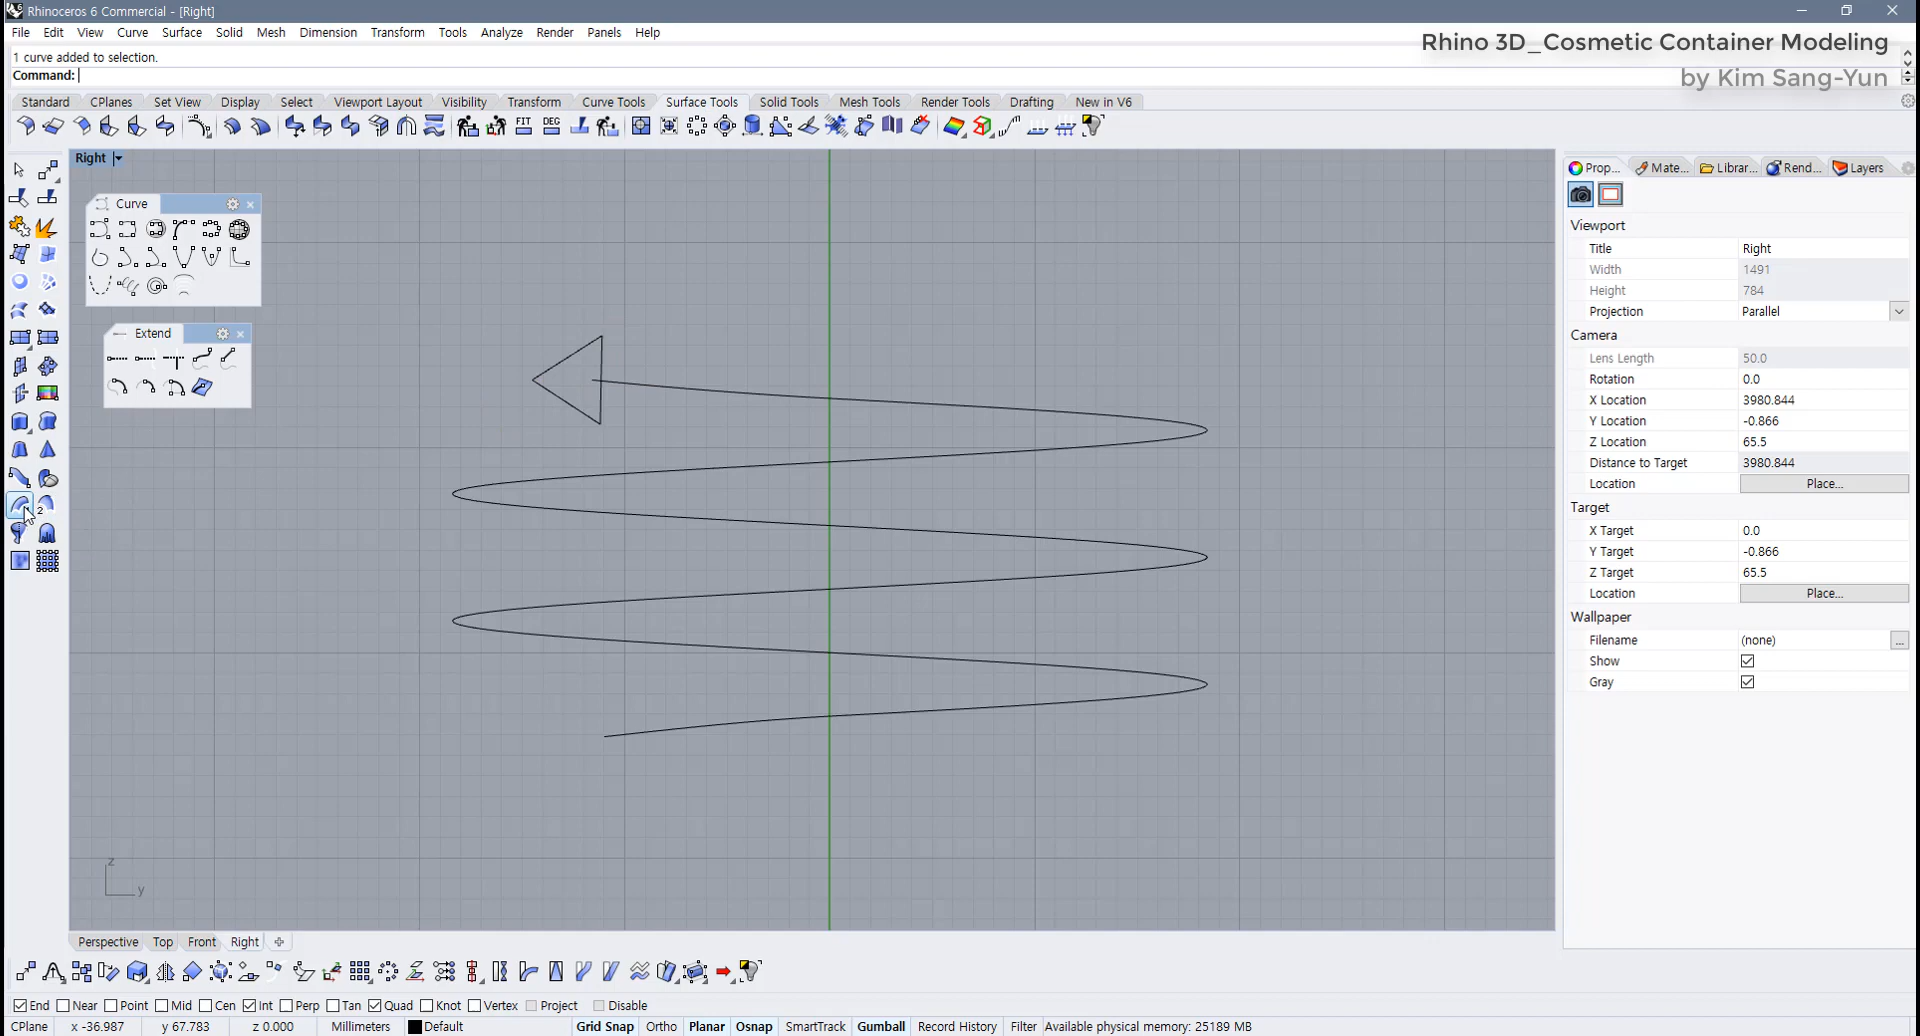 Rhinoceros 6 Commercial - [Right]
File Edit View Curve Surface Solid Mesh Dimension Transform Tools Analyze Render Panels Help
Rhino 3D_Cosmetic Container Modeling
by Kim Sang-Yun
1 curve added to selection.
Command:
Standard CPlanes Set View Display Select Viewport Layout Visibility Transform Curve Tools Surface Tools Solid Tools Mesh Tools Render Tools Drafting New in V6
FIT DEG
Right
Curve
Extend
2
z
y
Prop... Mate... Librar... Rend... Layers
Viewport
Title Right
Width 1491
Height 784
Projection Parallel
Camera
Lens Length 50.0
Rotation 0.0
X Location 3980.844
Y Location -0.866
Z Location 65.5
Distance to Target 3980.844
Location Place...
Target
X Target 0.0
Y Target -0.866
Z Target 65.5
Location Place...
Wallpaper
Filename (none) ...
Show
Gray
Perspective Top Front Right
End Near Point Mid Cen Int Perp Tan Quad Knot Vertex Project Disable
CPlane x -36.987 y 67.783 z 0.000 Millimeters Default Grid Snap Ortho Planar Osnap SmartTrack Gumball Record History Filter Available physical memory: 25189 MB